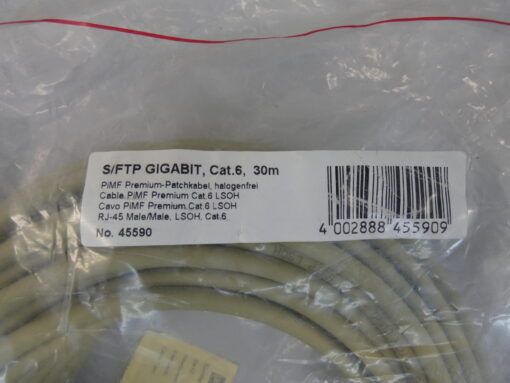 S/FTP GIGABIT, Cat.6, 30m
PiMF Premium-Patchkabel, halogenfrei
Cable,PiMF Premium Cat.6 LSOH
Cavo PiMF Premium,Cat.6 LSOH
RJ-45 Male/Male, LSOH, Cat.6,
No. 45590
4 002888 455909